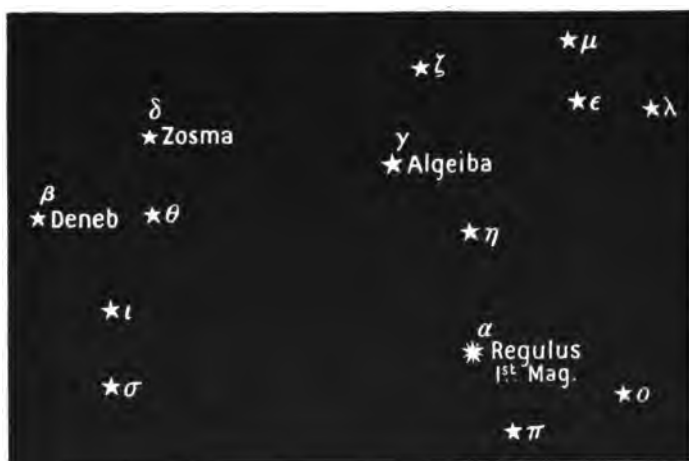 μ
ζ
ε
λ
δ
Zosma
γ
Algeiba
β
Deneb
θ
η
ι
α
Regulus
1st Mag.
σ
ο
π